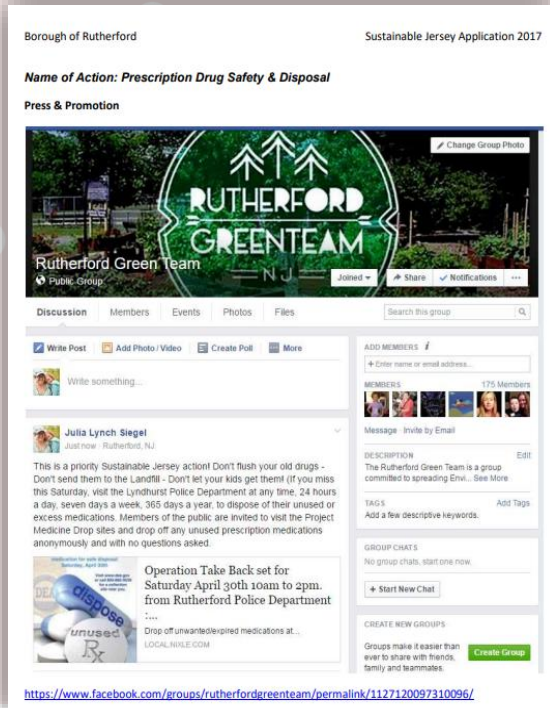 Borough of Rutherford
Sustainable Jersey Application 2017
Name of Action: Prescription Drug Safety & Disposal
Press & Promotion
Change Group Photo
RUTHERFORD
GREENTEAM
NJ
Rutherford Green Team
Public Group
Joined
Share
Notifications
Discussion
Members
Events
Photos
Files
Search this group
Write Post
Add Photo / Video
Create Poll
More
Write something...
Julia Lynch Siegel
Just now · Rutherford, NJ
This is a priority Sustainable Jersey action! Don't flush your old drugs -
Don't send them to the Landfill - Don't let your kids get them! (If you miss
this Saturday, visit the Lyndhurst Police Department at any time, 24 hours
a day, seven days a week, 365 days a year, to dispose of their unused or
excess medications. Members of the public are invited to visit the Project
Medicine Drop sites and drop off any unused prescription medications
anonymously and with no questions asked.
medication for safe disposal
Saturday, April 30th
DEA
dispose
unused
Rx
Operation Take Back set for
Saturday April 30th 10am to 2pm.
from Rutherford Police Department
:...
Drop off unwanted/expired medications at...
LOCAL.NIXLE.COM
ADD MEMBERS
+ Enter name or email address...
MEMBERS
175 Members
Message · Invite by Email
DESCRIPTION
Edit
The Rutherford Green Team is a group
committed to spreading Envi... See More
TAGS
Add Tags
Add a few descriptive keywords.
GROUP CHATS
No group chats, start one now.
+ Start New Chat
CREATE NEW GROUPS
Groups make it easier than
ever to share with friends,
family and teammates.
Create Group
https://www.facebook.com/groups/rutherfordgreenteam/permalink/1127120097310096/